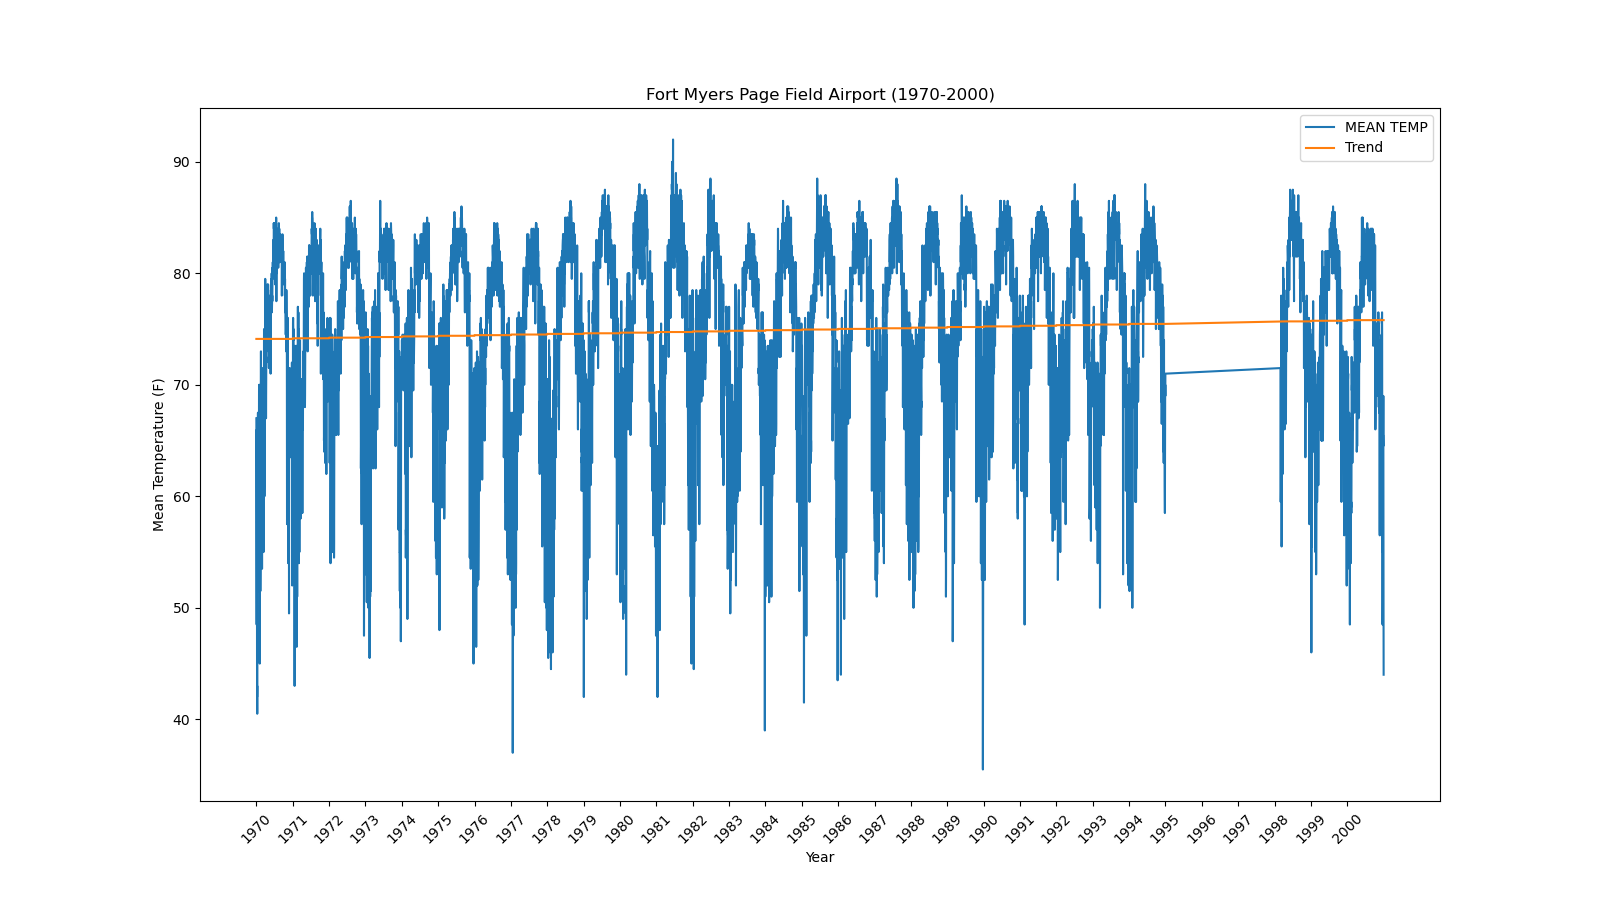 Fort Myers Page Field Airport (1970-2000)
MEAN TEMP
Trend
Mean Temperature (F)
90
80
70
60
50
40
1970 1971 1972 1973 1974 1975 1976 1977 1978 1979 1980 1981 1982 1983 1984 1985 1986 1987 1988 1989 1990 1991 1992 1993 1994 1995 1996 1997 1998 1999 2000
Year